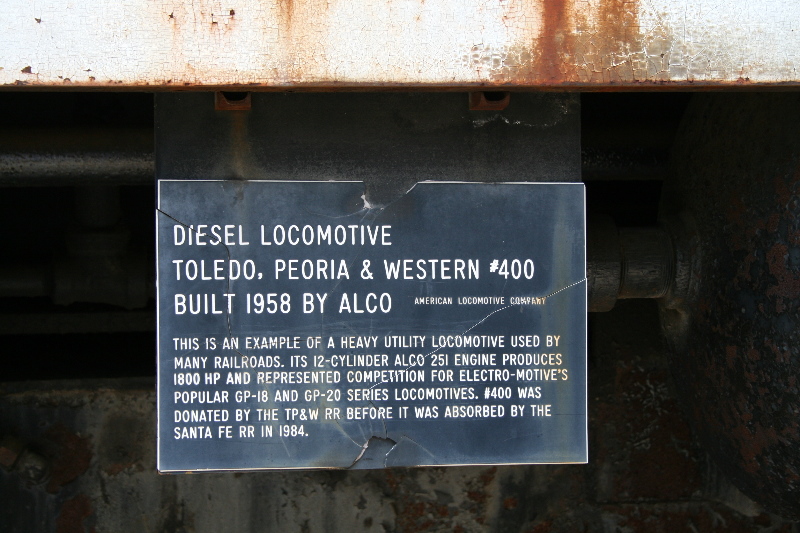 DIESEL LOCOMOTIVE
TOLEDO, PEORIA & WESTERN #400
BUILT 1958 BY ALCO AMERICAN LOCOMOTIVE COMPANY
THIS IS AN EXAMPLE OF A HEAVY UTILITY LOCOMOTIVE USED BY
MANY RAILROADS. ITS 12-CYLINDER ALCO 251 ENGINE PRODUCES
1800 HP AND REPRESENTED COMPETITION FOR ELECTRO-MOTIVE'S
POPULAR GP-18 AND GP-20 SERIES LOCOMOTIVES. #400 WAS
DONATED BY THE TP&W RR BEFORE IT WAS ABSORBED BY THE
SANTA FE RR IN 1984.